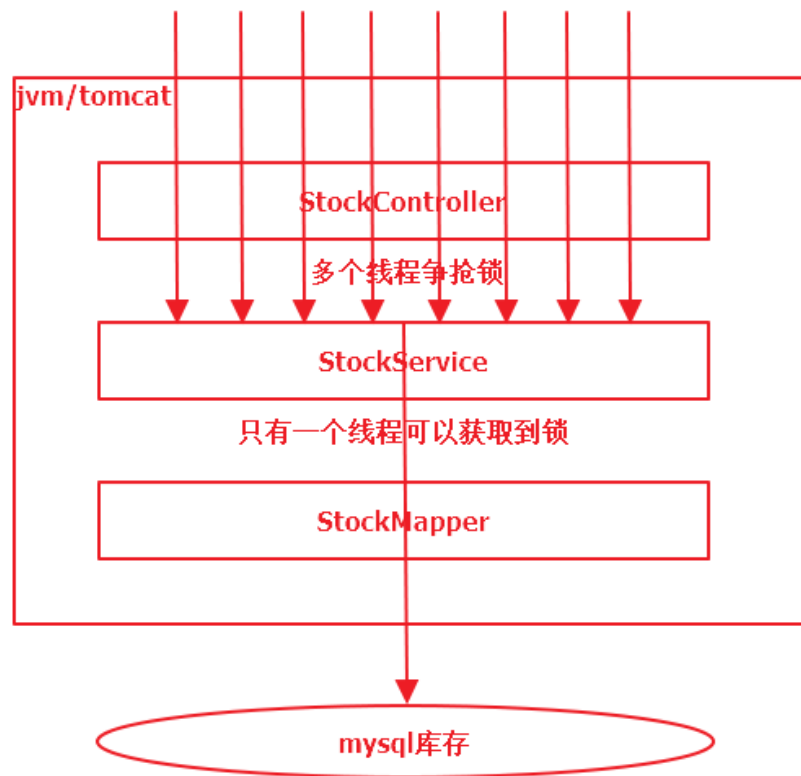 jvm/tomcat
StockController
多个线程争抢锁
StockService
只有一个线程可以获取到锁
StockMapper
mysql库存